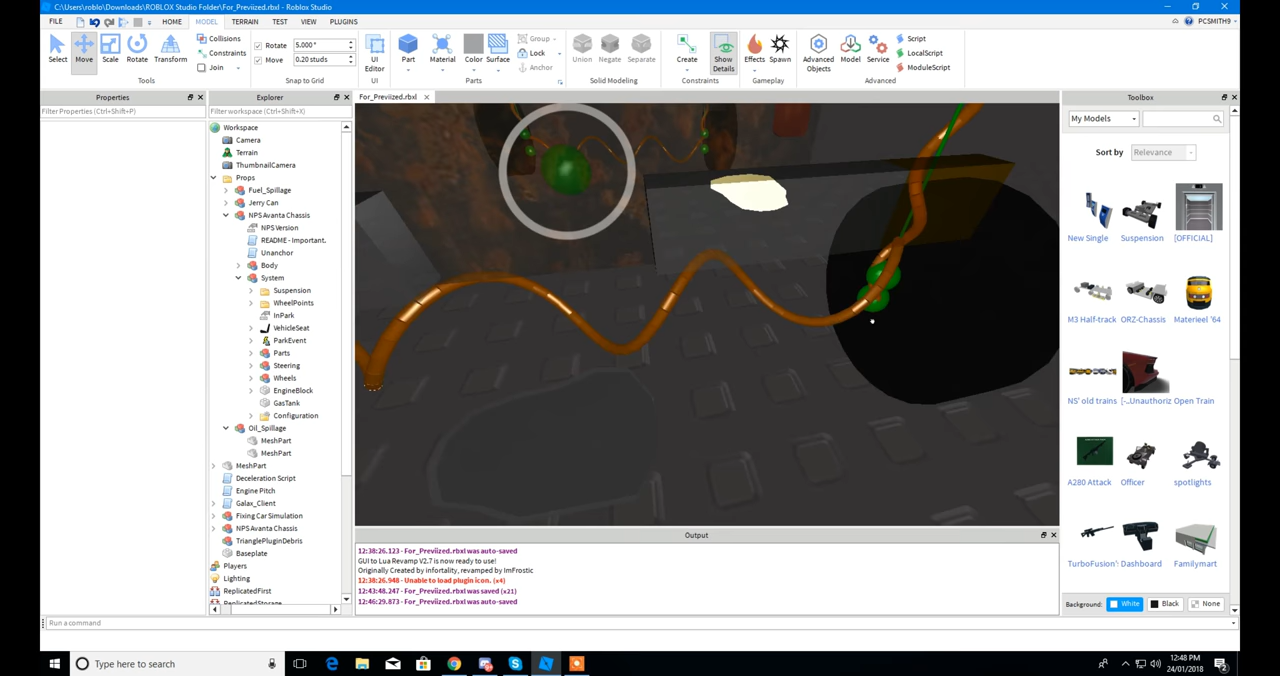 C:\Users\roblo\Downloads\ROBLOX Studio Folder\For_Previized.rbxl - Roblox Studio
FILE HOME MODEL TERRAIN TEST VIEW PLUGINS PCSMITH9
Select Move Scale Rotate Transform
Collisions
Constraints
Join
Tools
Rotate 5.000°
Move 0.20 studs
Snap to Grid
UI Editor
UI
Part Material Color Surface
Group
Lock
Anchor
Parts
Union Negate Separate
Solid Modeling
Create Show Details
Constraints
Effects Spawn
Gameplay
Advanced Objects Model Service
Script
LocalScript
ModuleScript
Advanced
Properties
Filter Properties (Ctrl+Shift+P)
Explorer
Filter workspace (Ctrl+Shift+X)
Workspace
Camera
Terrain
ThumbnailCamera
Props
Fuel_Spillage
Jerry Can
NPS Avanta Chassis
NPS Version
README - Important.
Unanchor
Body
System
Suspension
WheelPoints
InPark
VehicleSeat
ParkEvent
Parts
Steering
Wheels
EngineBlock
GasTank
Configuration
Oil_Spillage
MeshPart
MeshPart
MeshPart
Deceleration Script
Engine Pitch
Galax_Client
Fixing Car Simulation
NPS Avanta Chassis
TrianglePluginDebris
Baseplate
Players
Lighting
ReplicatedFirst
ReplicatedStorage
For_Previized.rbxl
Output
12:38:26.123 - For_Previized.rbxl was auto-saved
GUI to Lua Revamp V2.7 is now ready to use!
Originally Created by infortality, revamped by ImFrostic
12:38:26.948 - Unable to load plugin icon. (x4)
12:43:48.247 - For_Previized.rbxl was saved (x21)
12:46:29.873 - For_Previized.rbxl was auto-saved
Toolbox
My Models
Sort by Relevance
New Single Suspension [OFFICIAL]
M3 Half-track ORZ-Chassis Materieel '64
NS' old trains [-..Unauthoriz Open Train
A280 Attack Officer spotlights
TurboFusion': Dashboard Familymart
Background: White Black None
Run a command
Type here to search
12:48 PM
24/01/2018
2